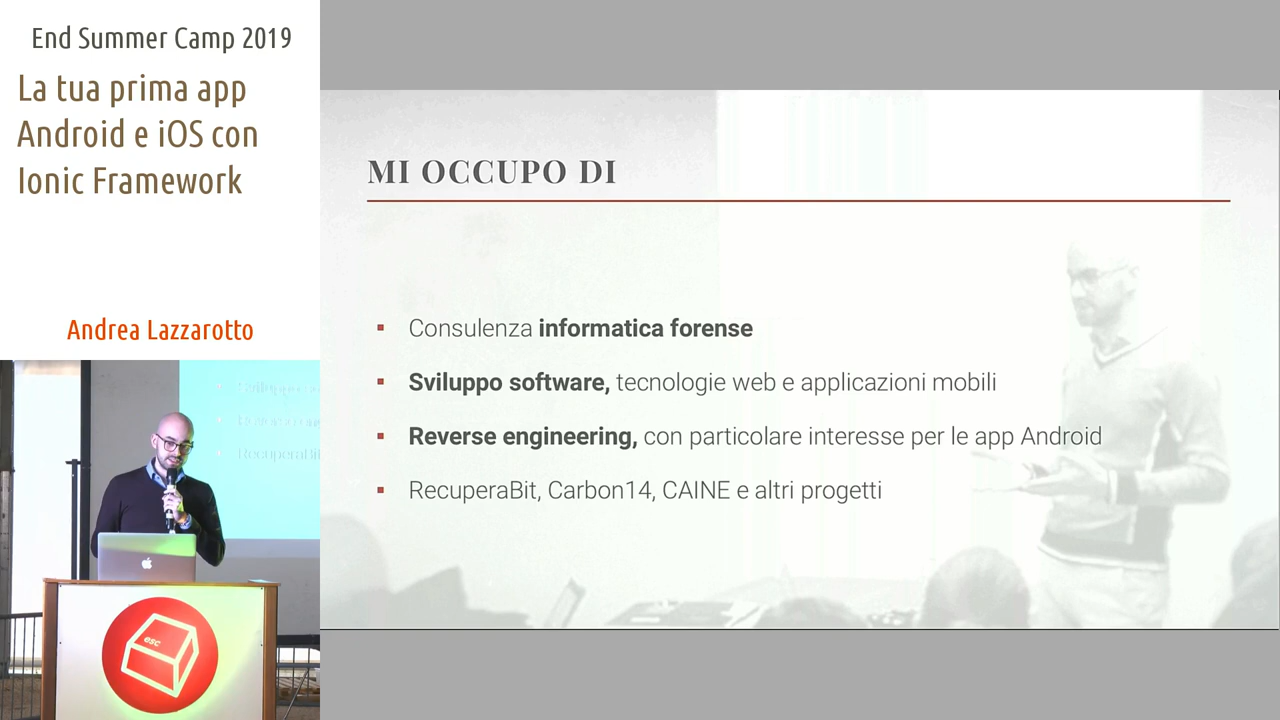 End Summer Camp 2019
La tua prima app
Android e iOS con
Ionic Framework
Andrea Lazzarotto
MI OCCUPO DI
Consulenza informatica forense
Sviluppo software, tecnologie web e applicazioni mobili
Reverse engineering, con particolare interesse per le app Android
RecuperaBit, Carbon14, CAINE e altri progetti
esc